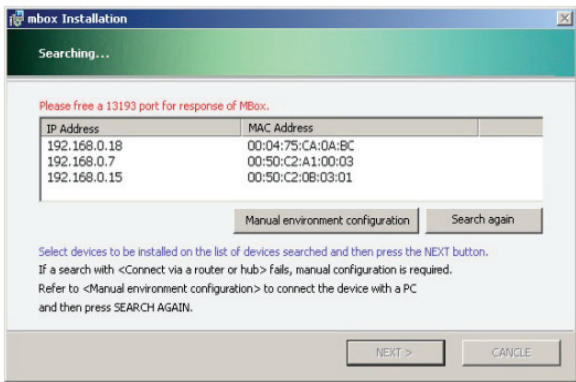 mbox Installation
Searching...
Please free a 13193 port for response of MBox.
IP Address MAC Address
192.168.0.18 00:04:75:CA:0A:BC
192.168.0.7 00:50:C2:A1:00:03
192.168.0.15 00:50:C2:0B:03:01
Manual environment configuration Search again
Select devices to be installed on the list of devices searched and then press the NEXT button.
If a search with <Connect via a router or hub> fails, manual configuration is required.
Refer to <Manual environment configuration> to connect the device with a PC
and then press SEARCH AGAIN.
NEXT > CANCLE